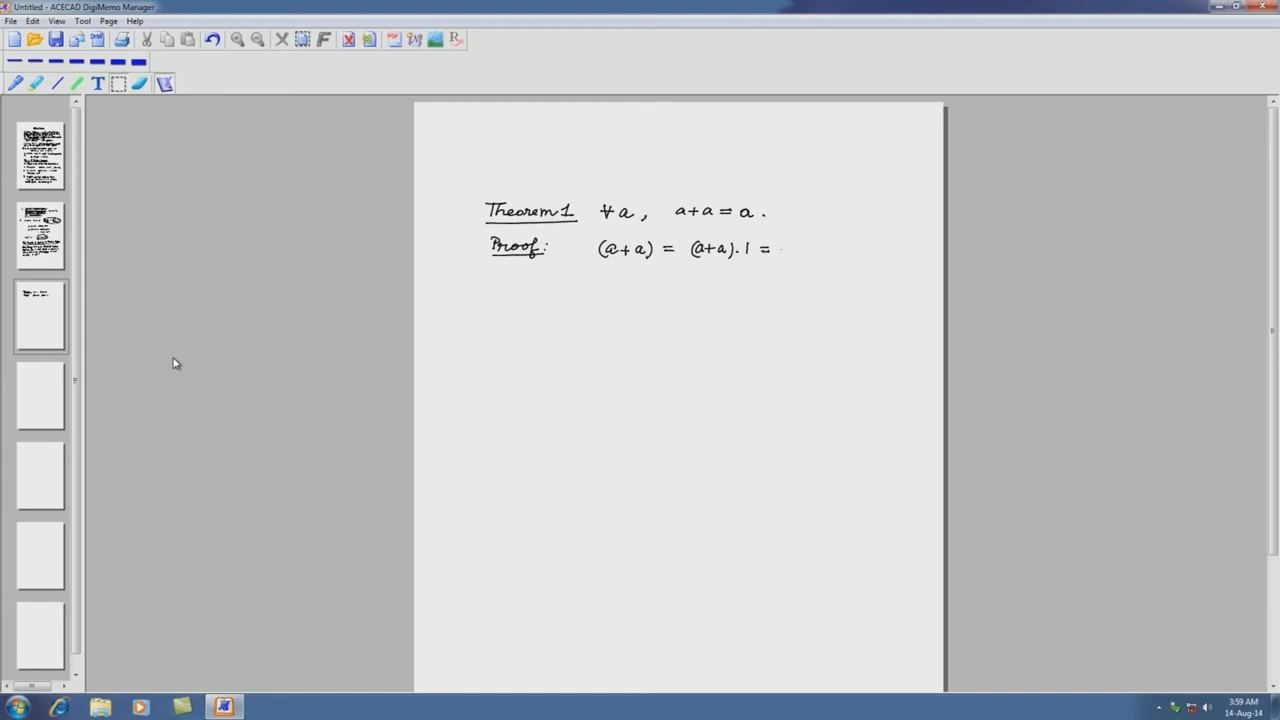 Untitled - ACECAD DigiMemo Manager
File Edit View Tool Page Help
Theorem 1 ∀ a , a + a = a .
Proof: (a + a) = (a + a) . 1 =
3:59 AM
14-Aug-14